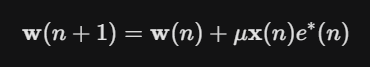 w(n + 1) = w(n) + μx(n)e*(n)